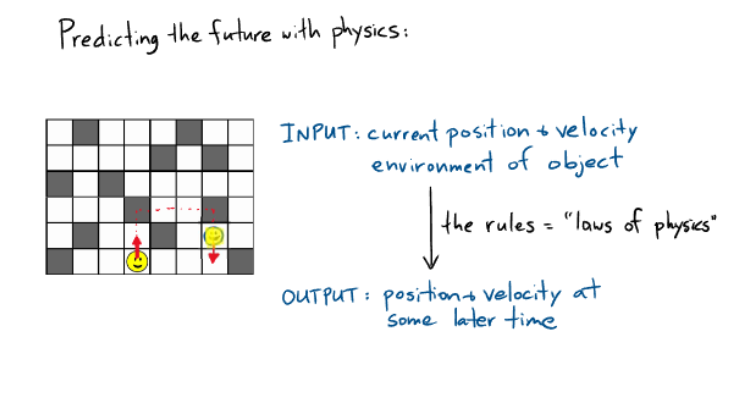 Predicting the future with physics:
INPUT: current position + velocity
environment of object
the rules = "laws of physics"
OUTPUT: position + velocity at
some later time